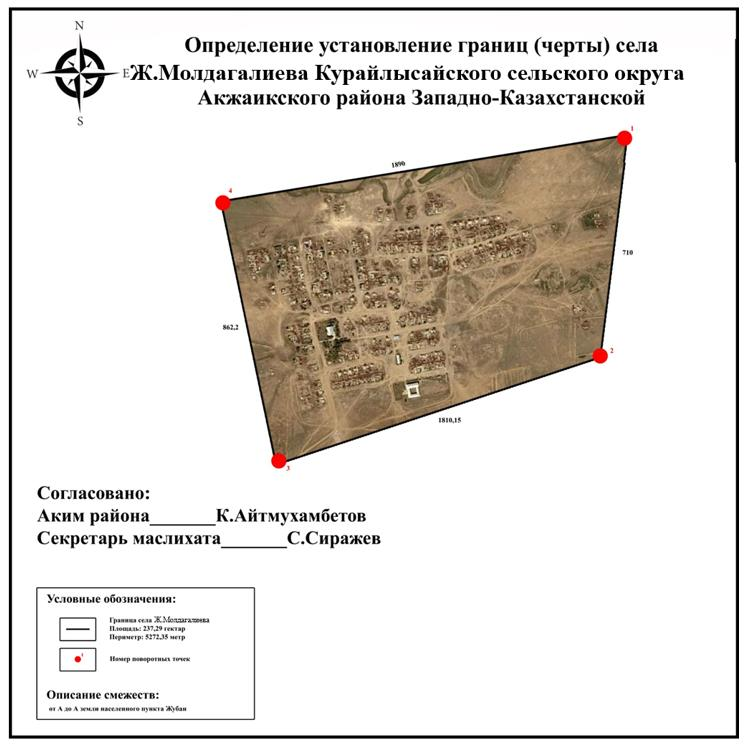 N
W E
S
Определение установление границ (черты) села
Ж.Молдагалиева Курайлысайского сельского округа
Акжаикского района Западно-Казахстанской
1
1890
4
710
862,2
2
1810,15
3
Согласовано:
Аким района_______К.Айтмухамбетов
Секретарь маслихата_______С.Сиражев
Условные обозначения:
Граница села Ж.Молдагалиева
Площадь: 237,29 гектар
Периметр: 5272,35 метр
1
Номер поворотных точек
Описание смежеств:
от А до А земли населенного пункта Жубан